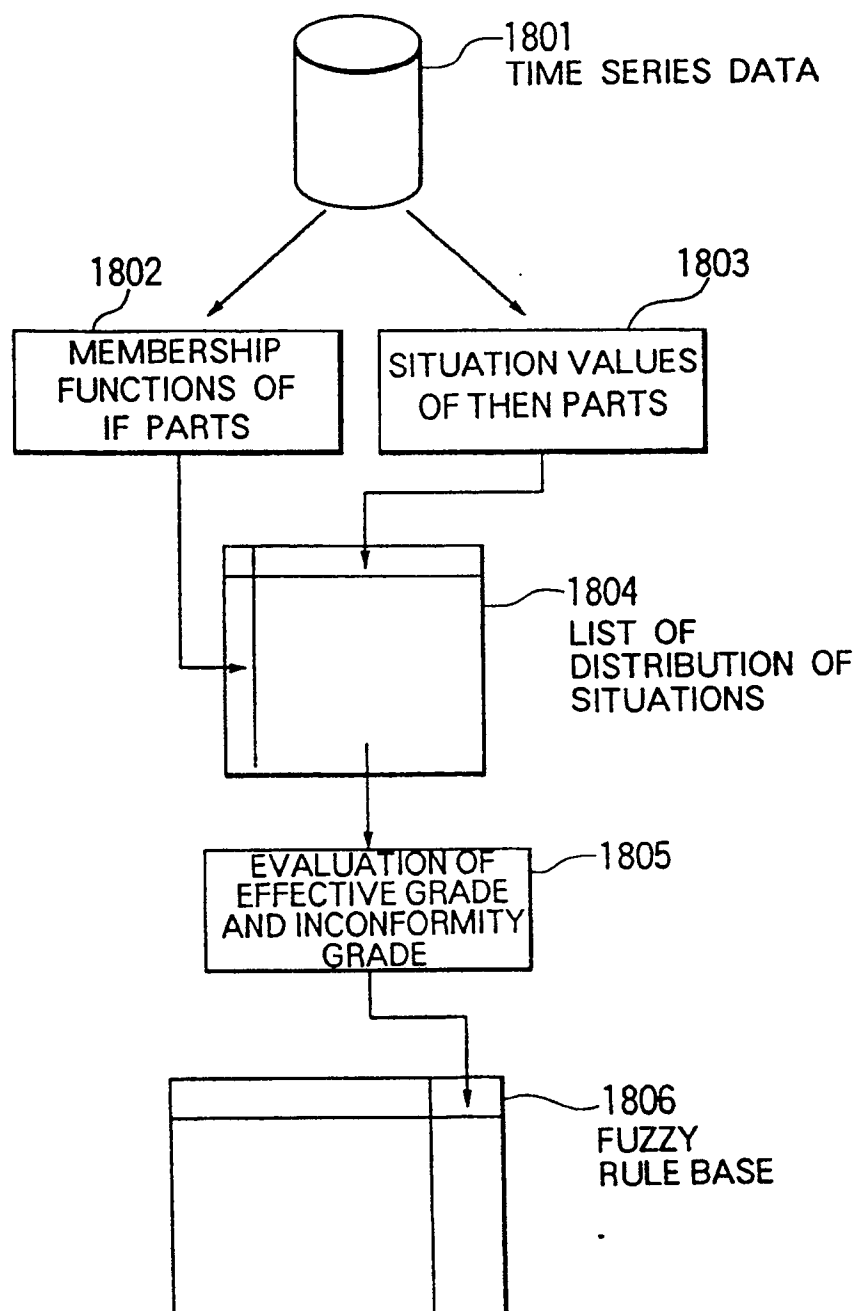 1801
TIME SERIES DATA
1802
MEMBERSHIP
FUNCTIONS OF
IF PARTS
1803
SITUATION VALUES
OF THEN PARTS
1804
LIST OF
DISTRIBUTION OF
SITUATIONS
EVALUATION OF
EFFECTIVE GRADE
AND INCONFORMITY
GRADE
1805
1806
FUZZY
RULE BASE